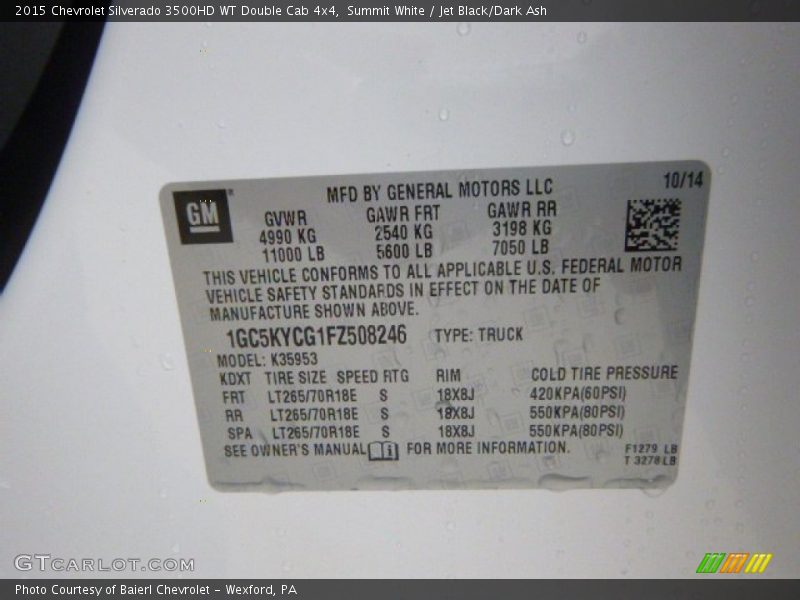 2015 Chevrolet Silverado 3500HD WT Double Cab 4x4, Summit White / Jet Black/Dark Ash
GM
MFD BY GENERAL MOTORS LLC 10/14
GVWR GAWR FRT GAWR RR
4990 KG 2540 KG 3198 KG
11000 LB 5600 LB 7050 LB
THIS VEHICLE CONFORMS TO ALL APPLICABLE U.S. FEDERAL MOTOR
VEHICLE SAFETY STANDARDS IN EFFECT ON THE DATE OF
MANUFACTURE SHOWN ABOVE.
1GC5KYCG1FZ508246 TYPE: TRUCK
MODEL: K35953
KDXT TIRE SIZE SPEED RTG RIM COLD TIRE PRESSURE
FRT LT265/70R18E S 18X8J 420KPA(60PSI)
RR LT265/70R18E S 18X8J 550KPA(80PSI)
SPA LT265/70R18E S 18X8J 550KPA(80PSI)
SEE OWNER'S MANUAL FOR MORE INFORMATION.
F1279 LB
T 3278 LB
GTCARLOT.COM
Photo Courtesy of Baierl Chevrolet - Wexford, PA